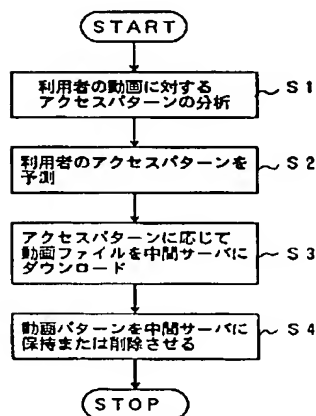 START
利用者の動画に対する
アクセスパターンの分析
S1
利用者のアクセスパターンを
予測
S2
アクセスパターンに応じて
動画ファイルを中間サーバに
ダウンロード
S3
動画パターンを中間サーバに
保持または削除させる
S4
STOP